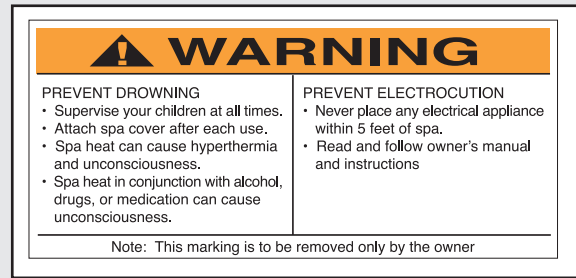 WARNING
PREVENT DROWNING
• Supervise your children at all times.
• Attach spa cover after each use.
• Spa heat can cause hyperthermia
and unconsciousness.
• Spa heat in conjunction with alcohol,
drugs, or medication can cause
unconsciousness.
PREVENT ELECTROCUTION
• Never place any electrical appliance
within 5 feet of spa.
• Read and follow owner's manual
and instructions
Note: This marking is to be removed only by the owner